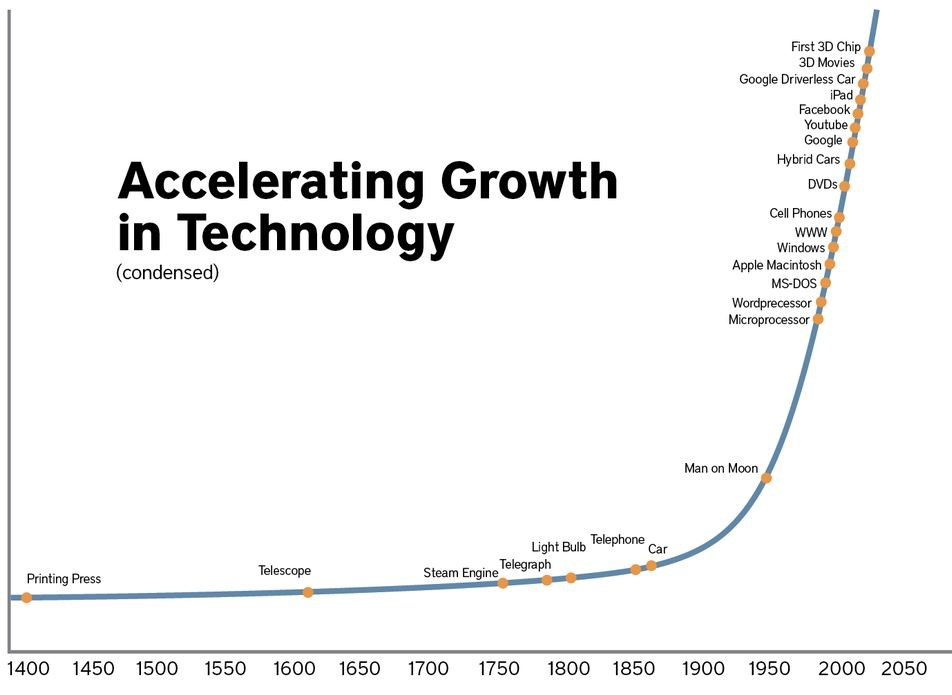 First 3D Chip
3D Movies
Google Driverless Car
iPad
Facebook
Youtube
Google
Hybrid Cars
DVDs
Cell Phones
WWW
Windows
Apple Macintosh
MS-DOS
Wordprecessor
Microprocessor
Accelerating Growth
in Technology
(condensed)
Man on Moon
Telephone
Light Bulb
Car
Telegraph
Steam Engine
Telescope
Printing Press
1400 1450 1500 1550 1600 1650 1700 1750 1800 1850 1900 1950 2000 2050